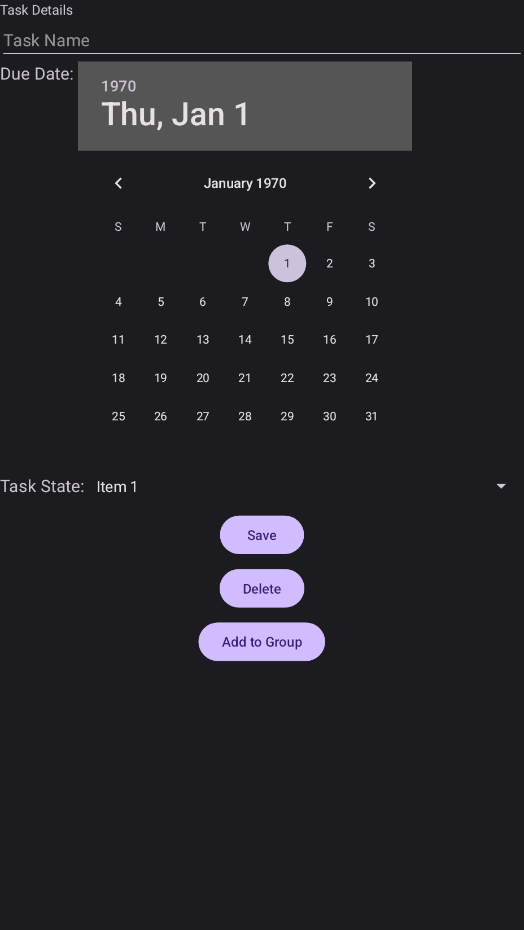 Task Details
Task Name
Due Date:
1970
Thu, Jan 1
January 1970
S M T W T F S
1 2 3
4 5 6 7 8 9 10
11 12 13 14 15 16 17
18 19 20 21 22 23 24
25 26 27 28 29 30 31
Task State: Item 1
Save
Delete
Add to Group